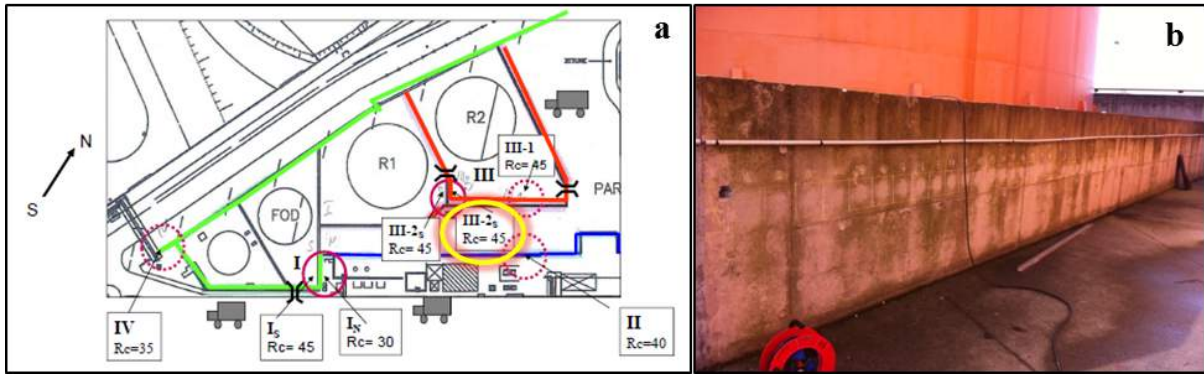 a
b
N
S
R2
R1
FOD
III-1
Rc= 45
III
PAR
III-2s
Rc= 45
III-2s
Rc= 45
I
IV
Rc=35
Is
Rc= 45
IN
Rc= 30
II
Rc=40